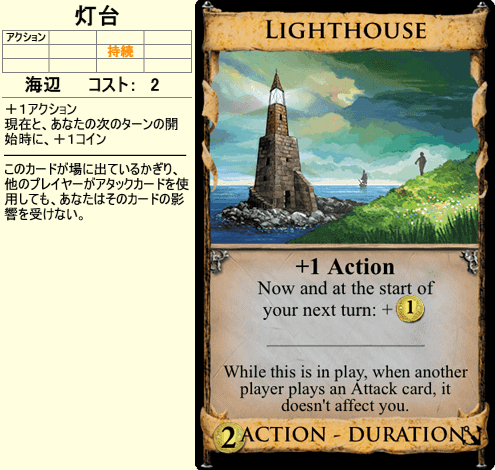 灯台
アクション
持続
海辺　コスト：　2
＋１アクション
現在と、あなたの次のターンの開
始時に、＋１コイン
このカードが場に出ているかぎり、
他のプレイヤーがアタックカードを使
用しても、あなたはそのカードの影
響を受けない。
LIGHTHOUSE
+1 Action
Now and at the start of
your next turn: + 1
While this is in play, when another
player plays an Attack card, it
doesn't affect you.
2 ACTION - DURATION